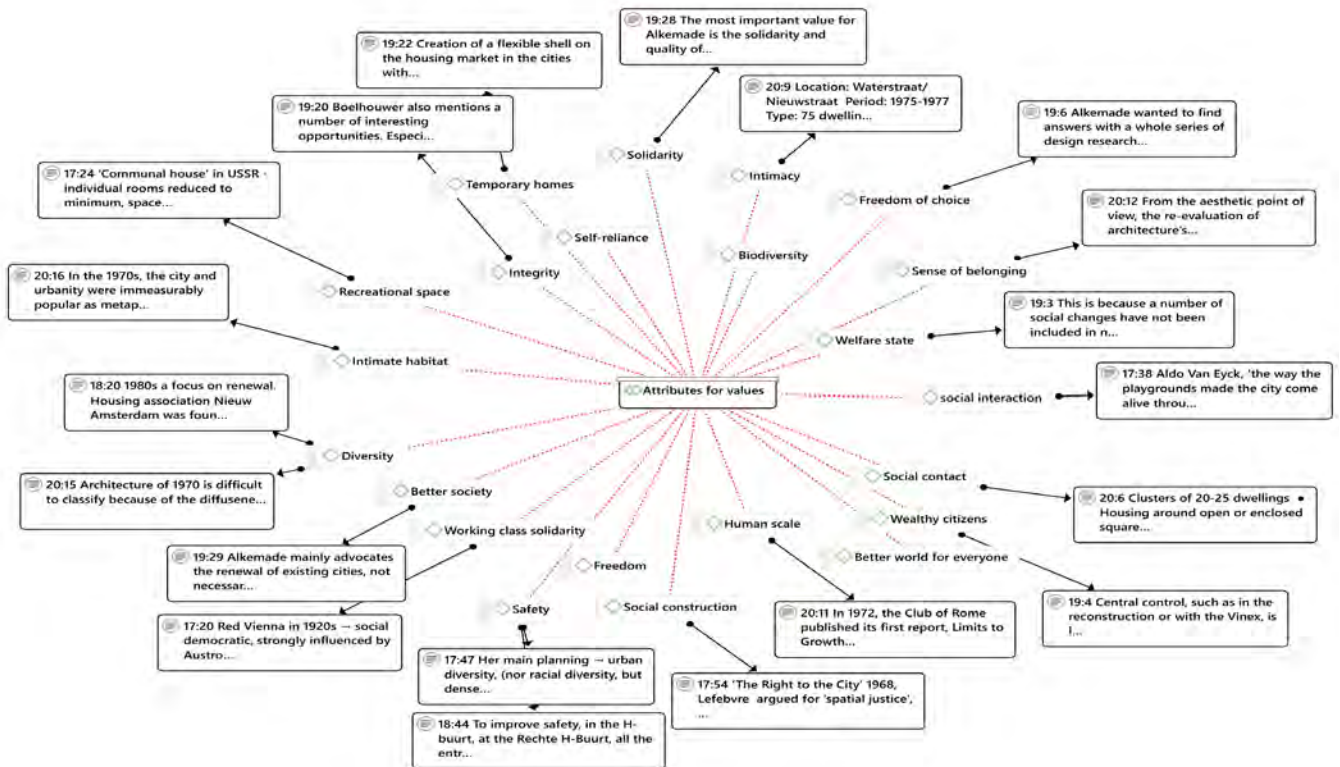 19:28 The most important value for
Alkemade is the solidarity and
quality of...
19:22 Creation of a flexible shell on
the housing market in the cities
with...
20:9 Location: Waterstraat/
Nieuwstraat Period: 1975-1977
Type: 75 dwellin...
19:20 Boelhouwer also mentions a
number of interesting
opportunities. Especi...
19:6 Alkemade wanted to find
answers with a whole series of
design research...
Solidarity
Intimacy
17:24 'Communal house' in USSR -
individual rooms reduced to
minimum, space...
Temporary homes
Freedom of choice
20:12 From the aesthetic point of
view, the re-evaluation of
architecture's...
Self-reliance
Biodiversity
Integrity
Sense of belonging
20:16 In the 1970s, the city and
urbanity were immeasurably
popular as metap...
Recreational space
19:3 This is because a number of
social changes have not been
included in n...
Welfare state
Intimate habitat
18:20 1980s a focus on renewal.
Housing association Nieuw
Amsterdam was foun...
Attributes for values
social interaction
17:38 Aldo Van Eyck, 'the way the
playgrounds made the city come
alive throu...
Diversity
20:15 Architecture of 1970 is difficult
to classify because of the diffusene...
Social contact
Better society
20:6 Clusters of 20-25 dwellings •
Housing around open or enclosed
square...
Working class solidarity
Human scale
Wealthy citizens
19:29 Alkemade mainly advocates
the renewal of existing cities, not
necessar...
Freedom
Better world for everyone
Safety
Social construction
20:11 In 1972, the Club of Rome
published its first report, Limits to
Growth...
19:4 Central control, such as in the
reconstruction or with the Vinex, is
l...
17:20 Red Vienna in 1920s – social
democratic, strongly influenced by
Austro...
17:47 Her main planning – urban
diversity, (nor racial diversity, but
dense...
17:54 'The Right to the City' 1968,
Lefebvre argued for 'spatial justice',
...
18:44 To improve safety, in the H-
buurt, at the Rechte H-Buurt, all the
entr...